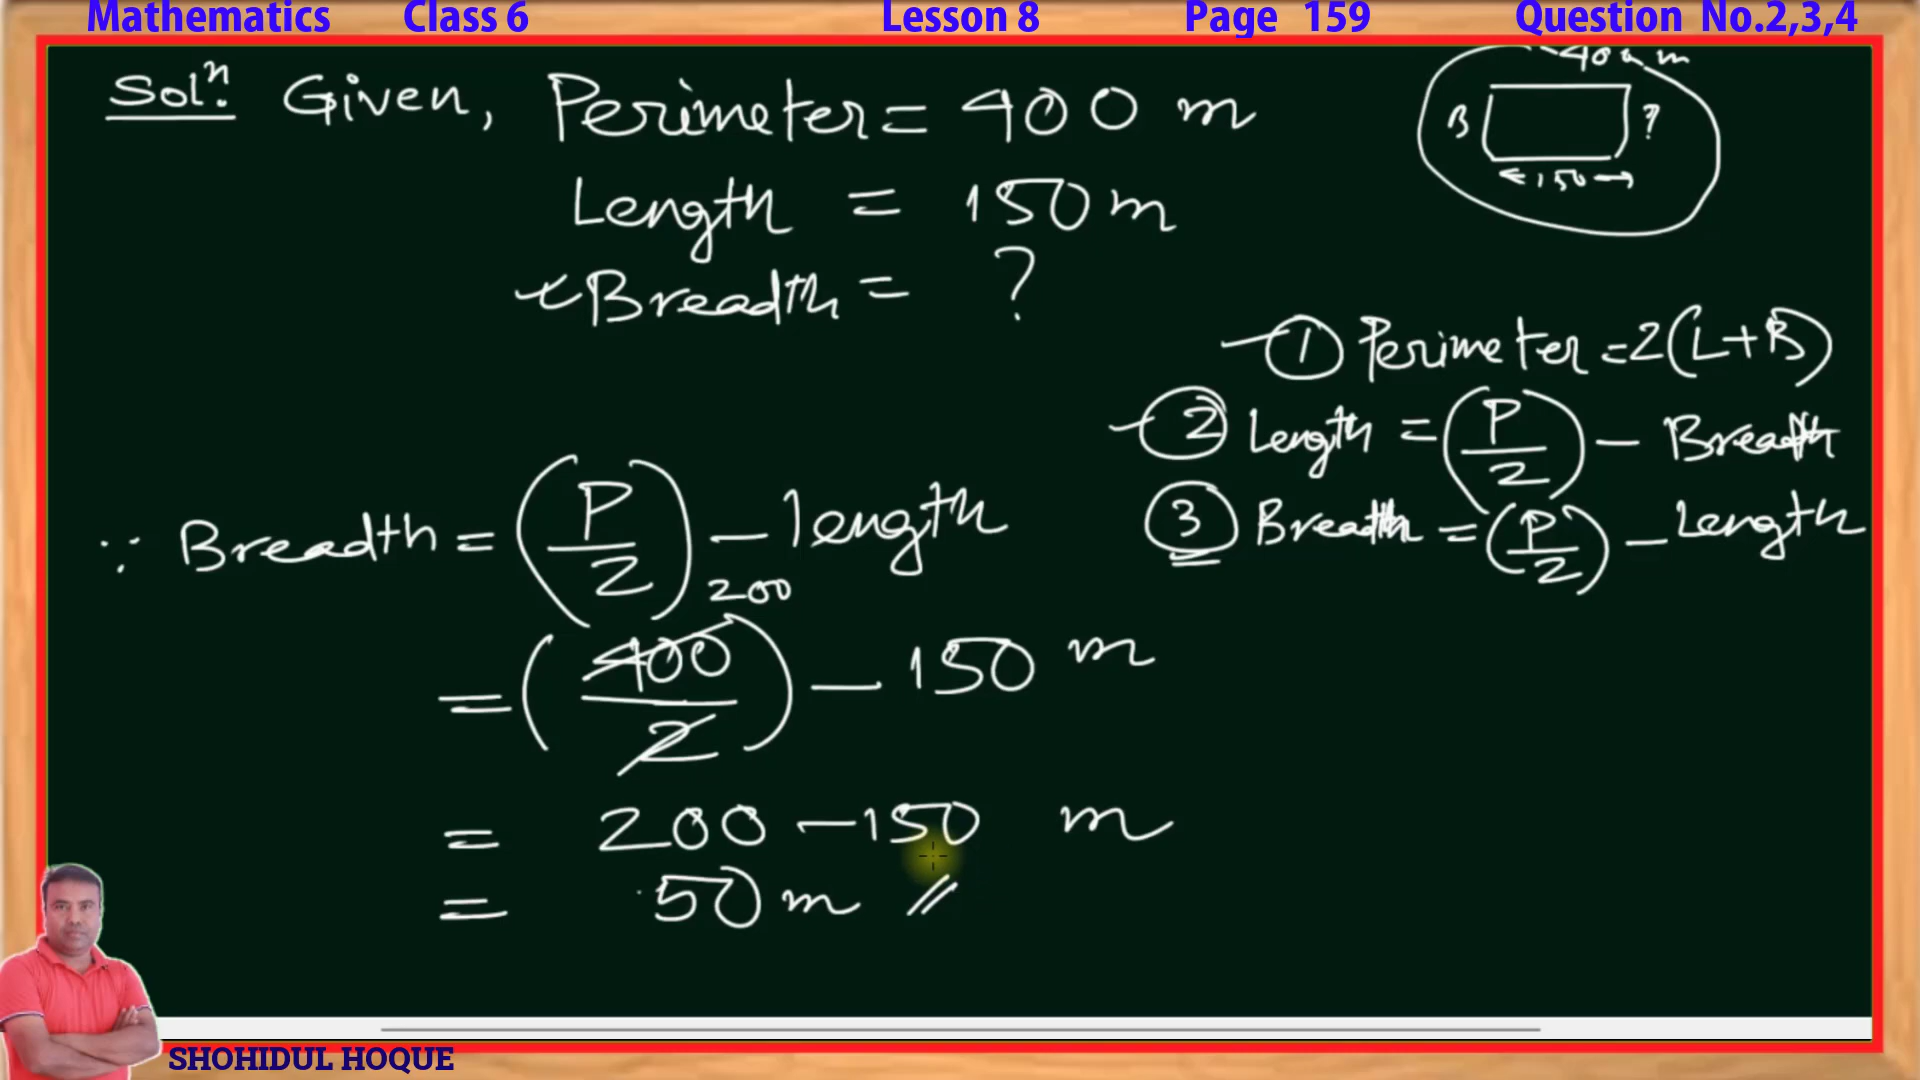 Mathematics Class 6 Lesson 8 Page 159 Question No.2,3,4
Solⁿ: Given, Perimeter = 400 m
Length = 150 m
Breadth = ?
400 m
B ?
150
① Perimeter = 2(L+B)
② Length = (P/2) - Breadth
③ Breadth = (P/2) - Length
∵ Breadth = (P/2) - length
200
= (400/2) - 150 m
= 200 - 150 m
= 50 m //
SHOHIDUL HOQUE